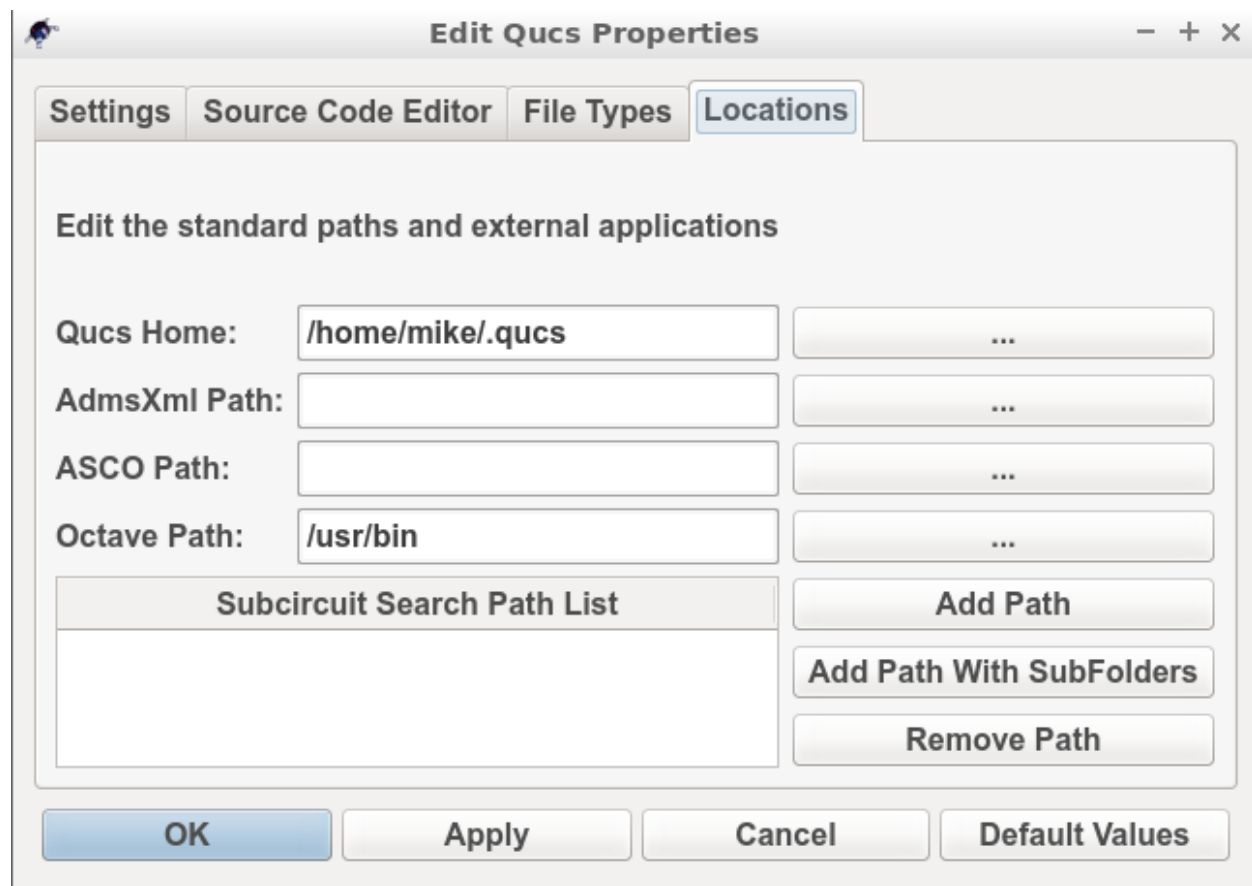 Edit Qucs Properties
Settings Source Code Editor File Types Locations
Edit the standard paths and external applications
Qucs Home: /home/mike/.qucs ...
AdmsXml Path: ...
ASCO Path: ...
Octave Path: /usr/bin ...
Subcircuit Search Path List Add Path
Add Path With SubFolders
Remove Path
OK Apply Cancel Default Values